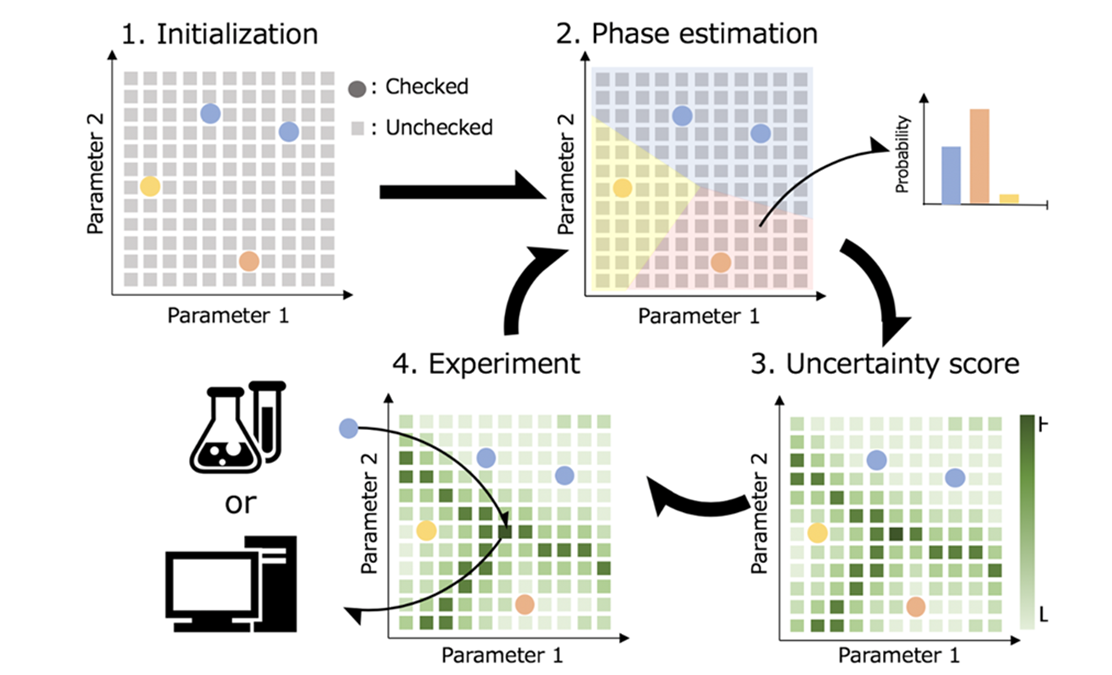 1. Initialization
Parameter 2
Parameter 1
: Checked
: Unchecked
2. Phase estimation
Parameter 2
Parameter 1
Probability
3. Uncertainty score
Parameter 2
Parameter 1
L
4. Experiment
Parameter 2
Parameter 1
or